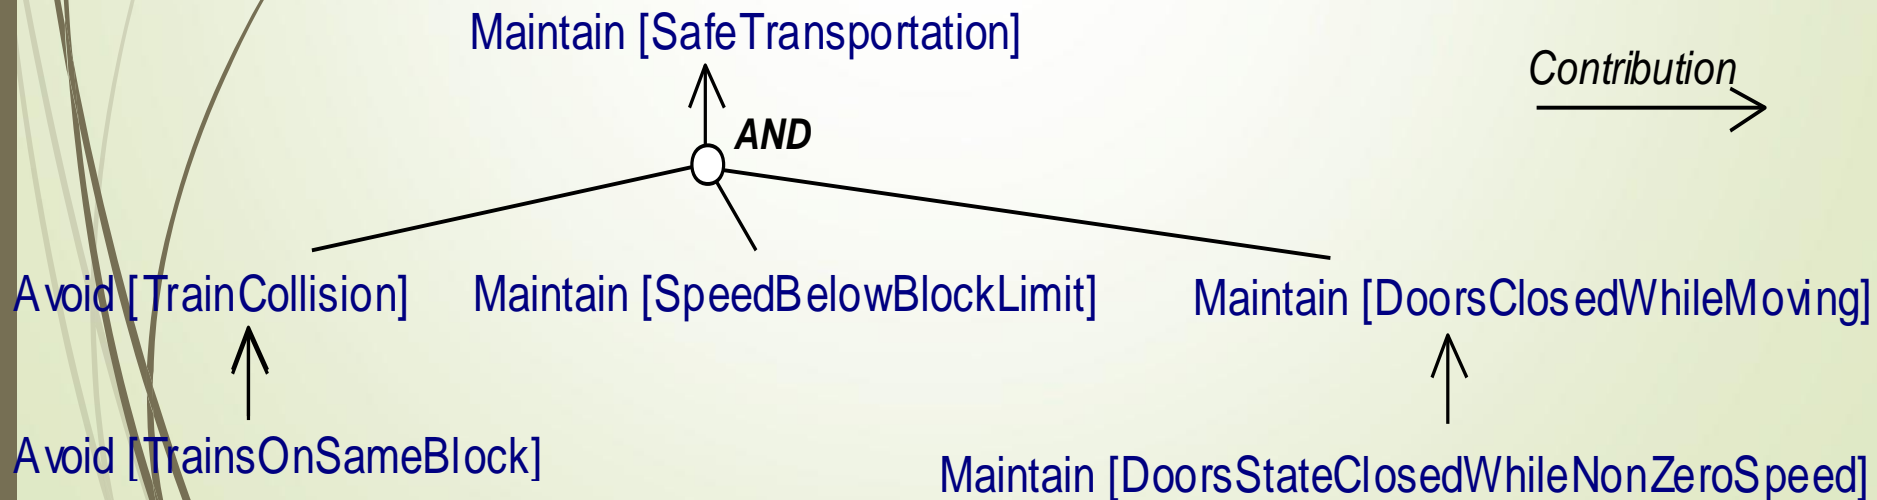 Maintain [SafeTransportation]
Contribution
AND
Avoid [TrainCollision]
Maintain [SpeedBelowBlockLimit]
Maintain [DoorsClosedWhileMoving]
Avoid [TrainsOnSameBlock]
Maintain [DoorsStateClosedWhileNonZeroSpeed]